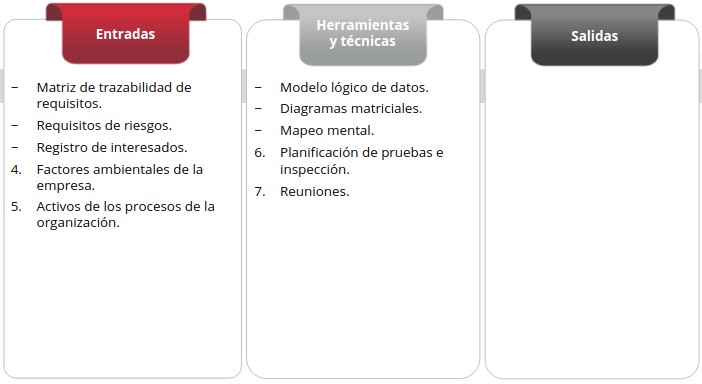 Entradas
− Matriz de trazabilidad de
requisitos.
− Requisitos de riesgos.
− Registro de interesados.
4. Factores ambientales de la
empresa.
5. Activos de los procesos de la
organización.
Herramientas
y técnicas
− Modelo lógico de datos.
− Diagramas matriciales.
− Mapeo mental.
6. Planificación de pruebas e
inspección.
7. Reuniones.
Salidas